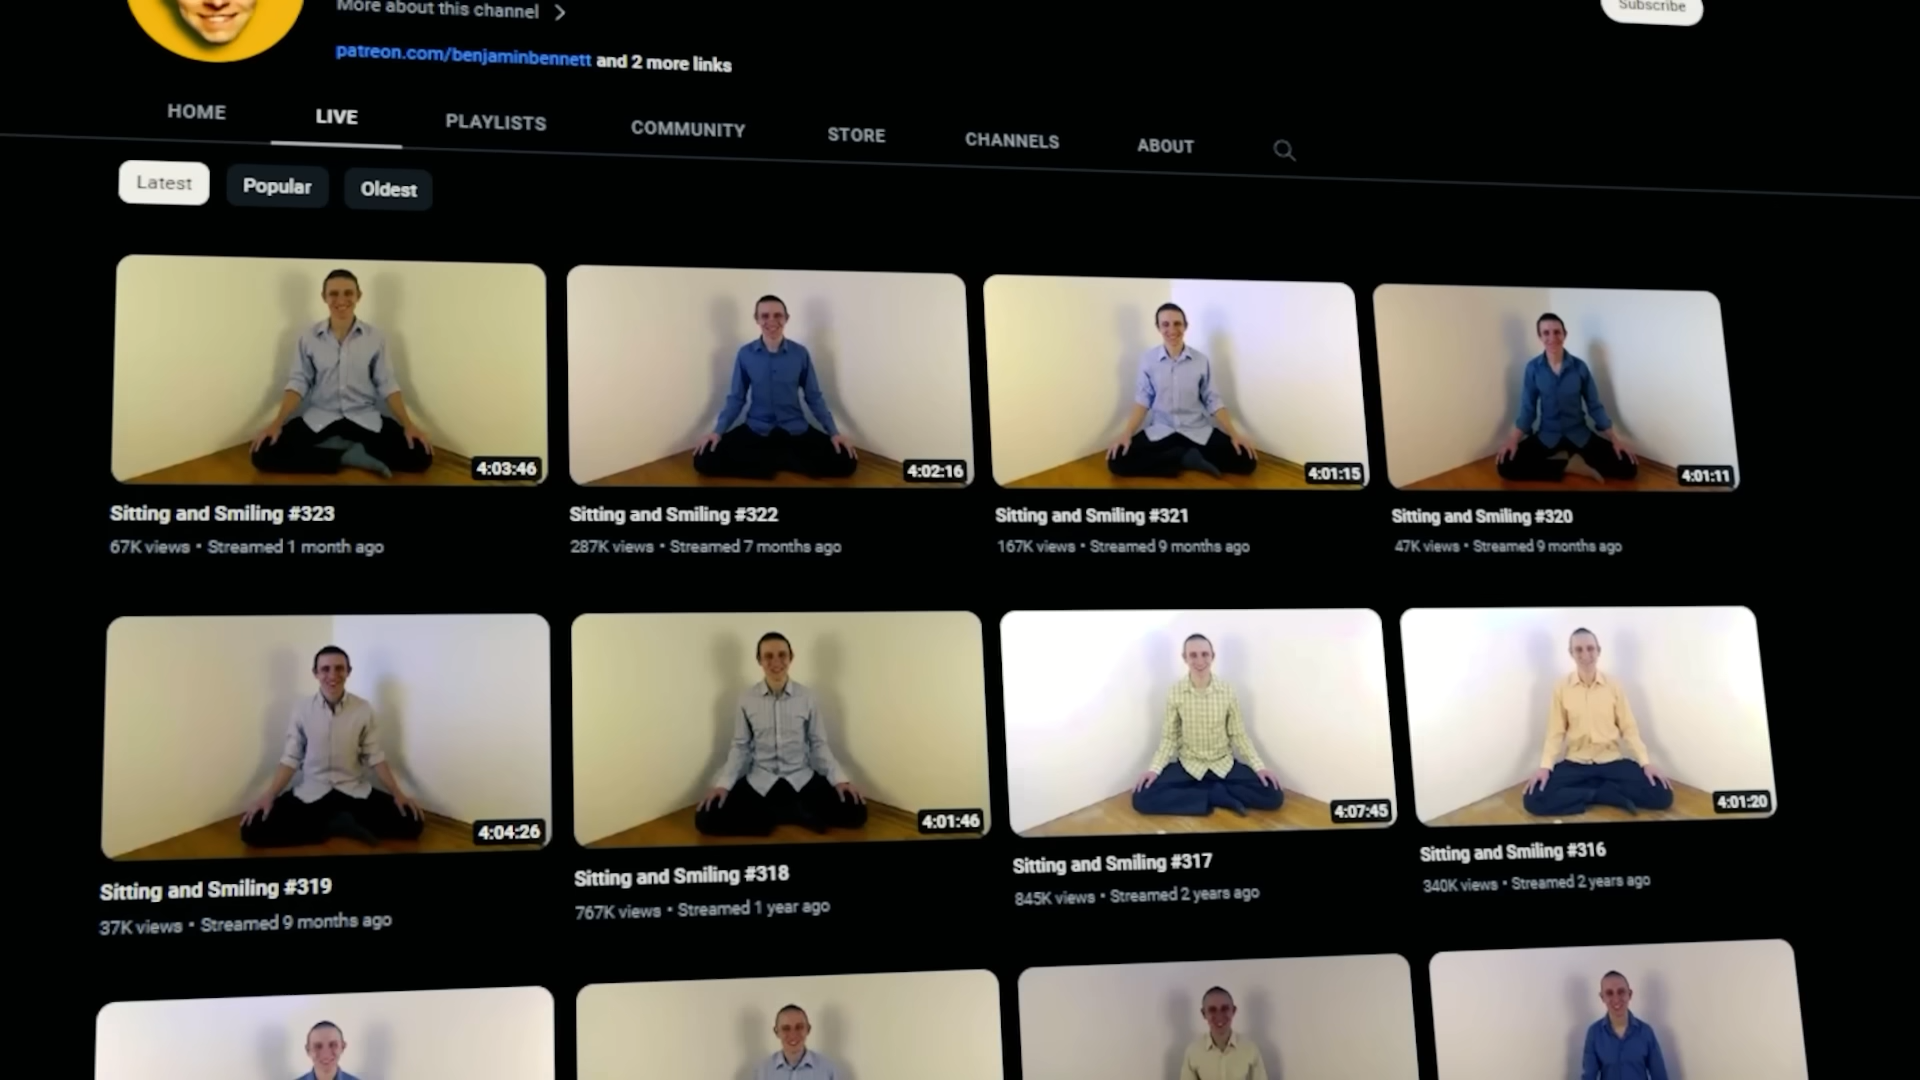 More about this channel >
Subscribe
patreon.com/benjaminbennett and 2 more links
HOME LIVE PLAYLISTS COMMUNITY STORE CHANNELS ABOUT
Latest Popular Oldest
4:03:46 4:02:16 4:01:15 4:01:11
Sitting and Smiling #323 Sitting and Smiling #322 Sitting and Smiling #321 Sitting and Smiling #320
67K views • Streamed 1 month ago 287K views • Streamed 7 months ago 167K views • Streamed 9 months ago 47K views • Streamed 9 months ago
4:04:26 4:01:46 4:07:45 4:01:20
Sitting and Smiling #319 Sitting and Smiling #318 Sitting and Smiling #317 Sitting and Smiling #316
37K views • Streamed 9 months ago 767K views • Streamed 1 year ago 845K views • Streamed 2 years ago 340K views • Streamed 2 years ago